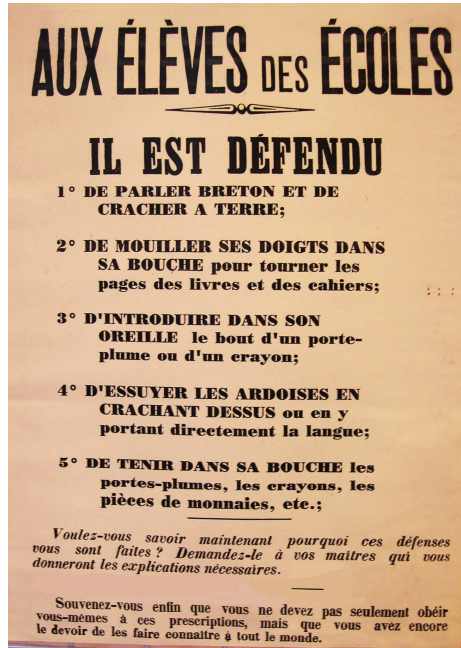 AUX ÉLÈVES DES ÉCOLES
IL EST DÉFENDU
1° DE PARLER BRETON ET DE
CRACHER A TERRE;
2° DE MOUILLER SES DOIGTS DANS
SA BOUCHE pour tourner les
pages des livres et des cahiers;
3° D'INTRODUIRE DANS SON
OREILLE le bout d'un porte-
plume ou d'un crayon;
4° D'ESSUYER LES ARDOISES EN
CRACHANT DESSUS ou en y
portant directement la langue;
5° DE TENIR DANS SA BOUCHE les
portes-plumes, les crayons, les
pièces de monnaies, etc.;
Voulez-vous savoir maintenant pourquoi ces défenses
vous sont faites ? Demandez-le à vos maîtres qui vous
donneront les explications nécessaires.
Souvenez-vous enfin que vous ne devez pas seulement obéir
vous-mêmes à ces prescriptions, mais que vous avez encore
le devoir de les faire connaître à tout le monde.